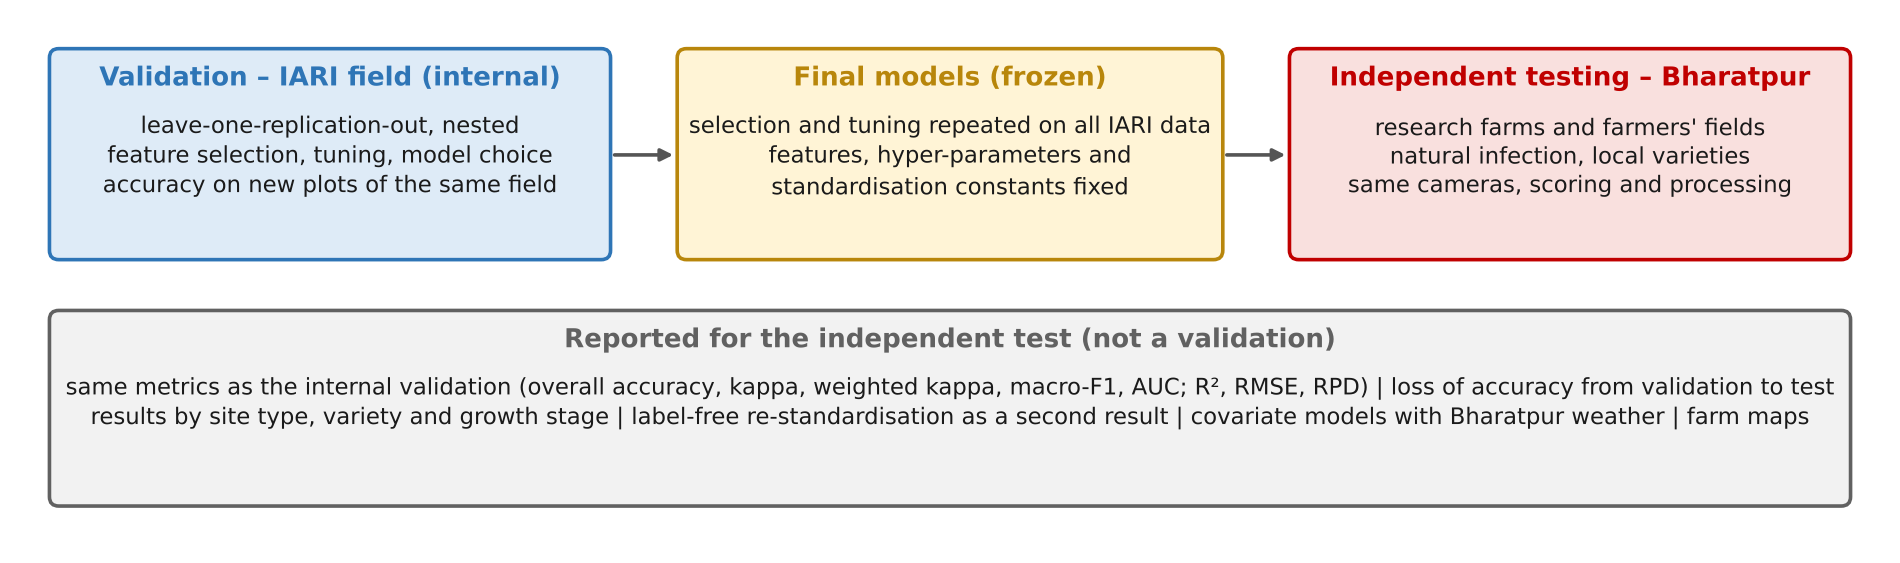 Validation – IARI field (internal)
leave-one-replication-out, nested
feature selection, tuning, model choice
accuracy on new plots of the same field
Final models (frozen)
selection and tuning repeated on all IARI data
features, hyper-parameters and
standardisation constants fixed
Independent testing – Bharatpur
research farms and farmers' fields
natural infection, local varieties
same cameras, scoring and processing
Reported for the independent test (not a validation)
same metrics as the internal validation (overall accuracy, kappa, weighted kappa, macro-F1, AUC; R², RMSE, RPD) | loss of accuracy from validation to test
results by site type, variety and growth stage | label-free re-standardisation as a second result | covariate models with Bharatpur weather | farm maps